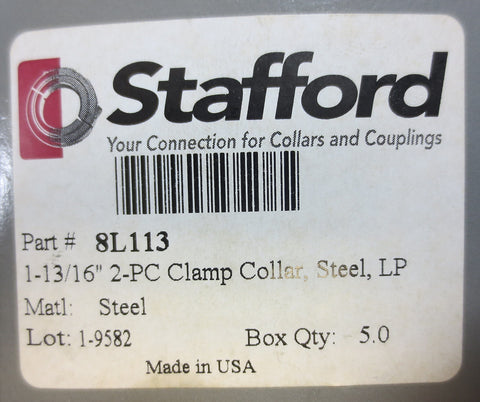 Stafford
Your Connection for Collars and Couplings
Part # 8L113
1-13/16" 2-PC Clamp Collar, Steel, LP
Matl: Steel
Lot: 1-9582 Box Qty: 5.0
Made in USA